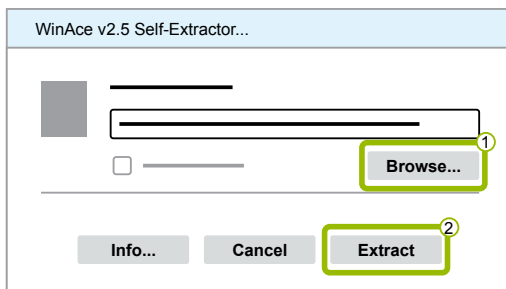 WinAce v2.5 Self-Extractor...
1
Browse...
2
Info... Cancel Extract